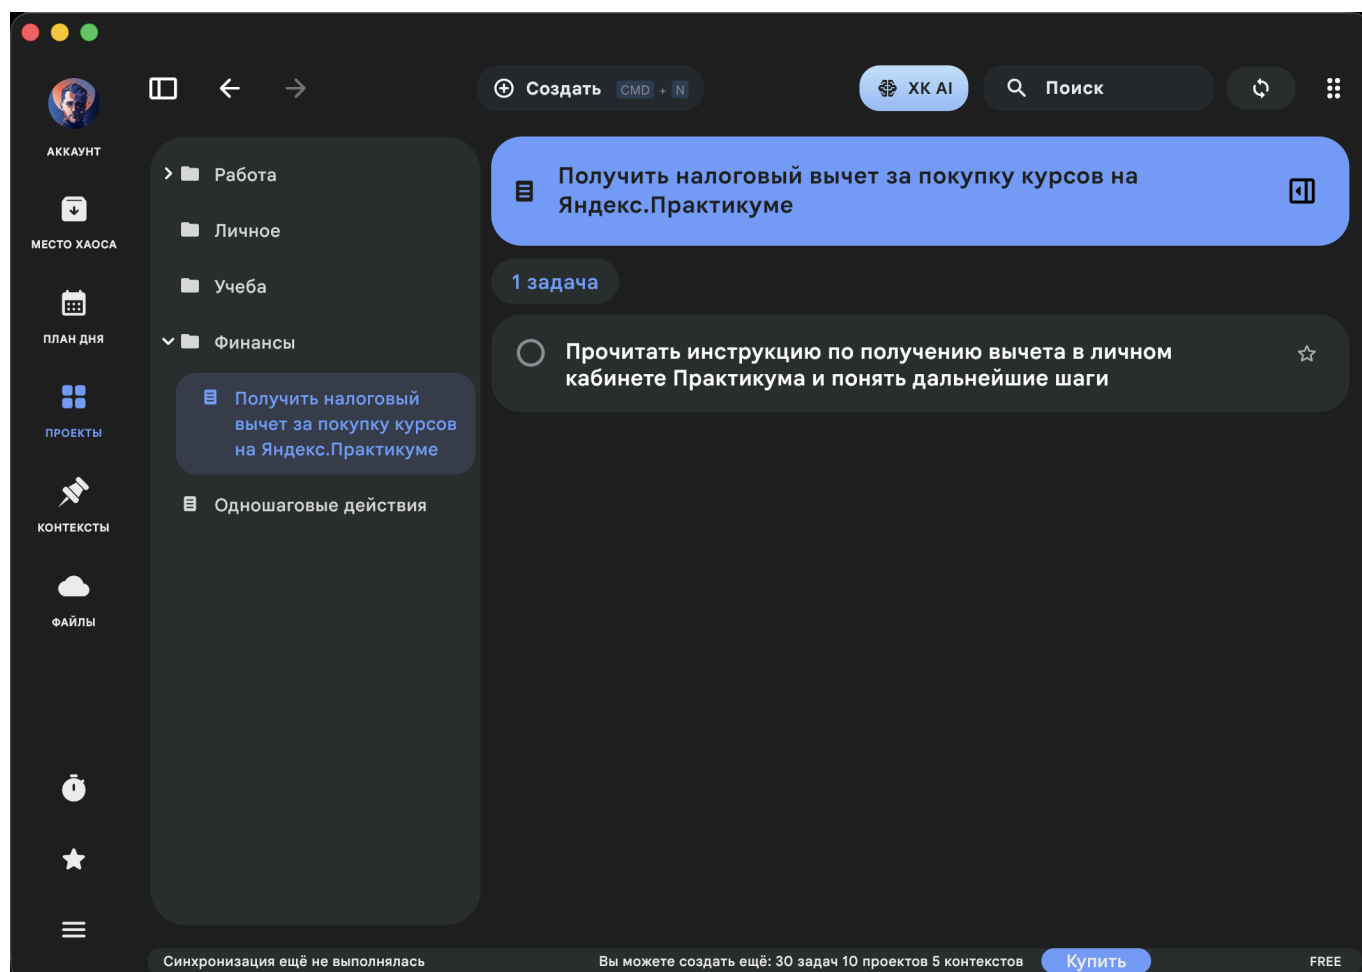 Создать CMD + N
ХК AI
Поиск
АККАУНТ
МЕСТО ХАОСА
ПЛАН ДНЯ
ПРОЕКТЫ
КОНТЕКСТЫ
ФАЙЛЫ
Работа
Личное
Учеба
Финансы
Получить налоговый
вычет за покупку курсов
на Яндекс.Практикуме
Одношаговые действия
Получить налоговый вычет за покупку курсов на
Яндекс.Практикуме
1 задача
Прочитать инструкцию по получению вычета в личном
кабинете Практикума и понять дальнейшие шаги
Синхронизация ещё не выполнялась
Вы можете создать ещё: 30 задач 10 проектов 5 контекстов
Купить
FREE